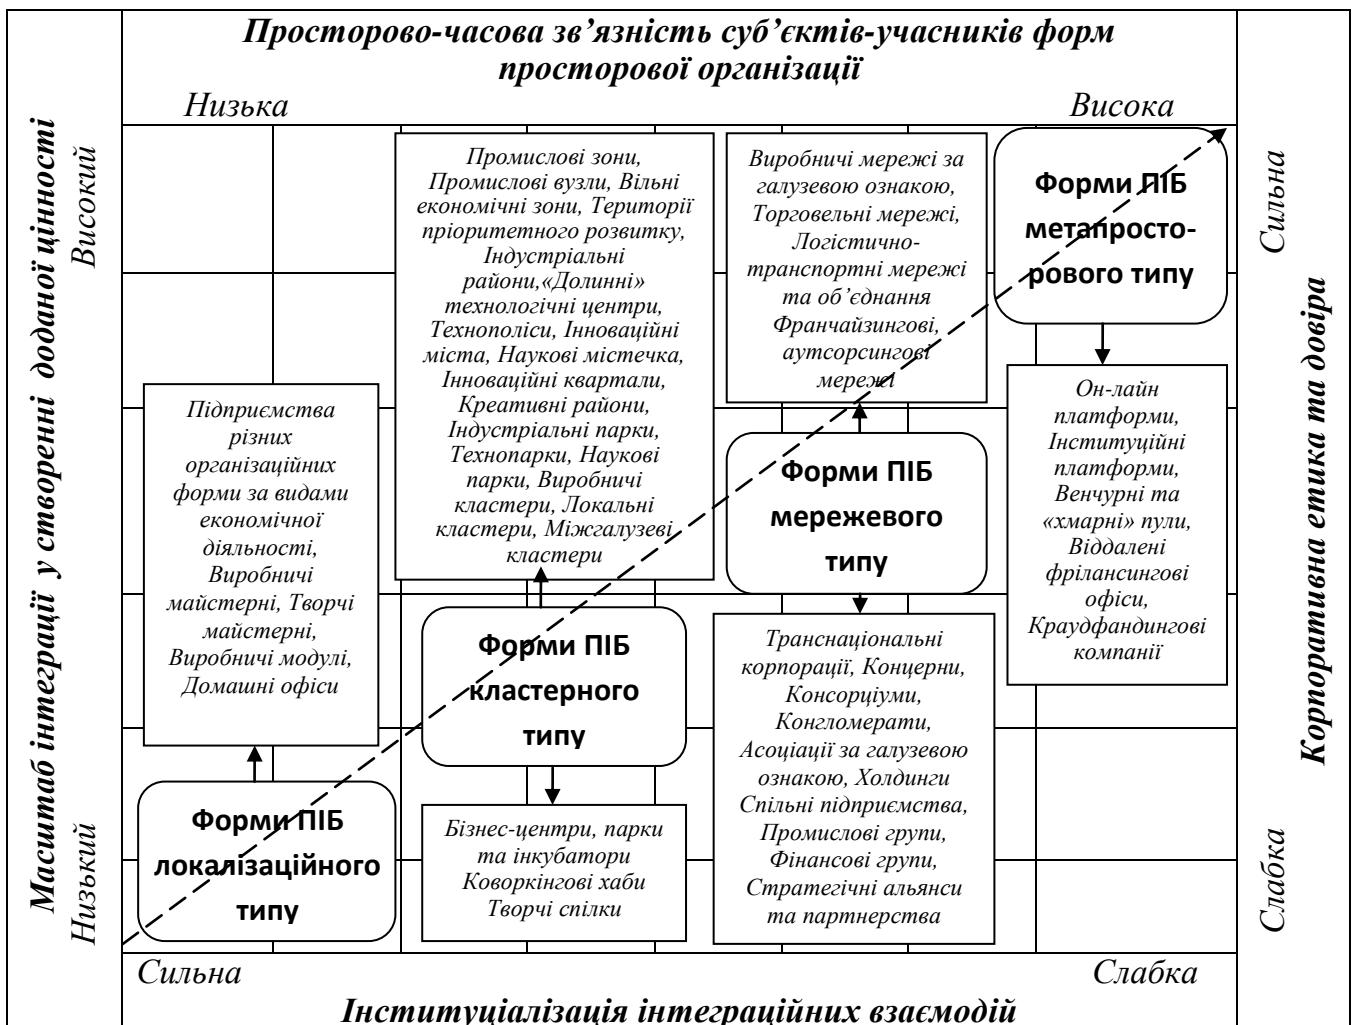 Просторово-часова зв’язність суб’єктів-учасників форм
просторової організації
Низька
Висока
Масштаб інтеграції у створенні доданої цінності
Високий
Низький
Промислові зони,
Промислові вузли, Вільні
економічні зони, Території
пріоритетного розвитку,
Індустріальні
райони,«Долинні»
технологічні центри,
Технополіси, Інноваційні
міста, Наукові містечка,
Інноваційні квартали,
Креативні райони,
Індустріальні парки,
Технопарки, Наукові
парки, Виробничі
кластери, Локальні
кластери, Міжгалузеві
кластери
Виробничі мережі за
галузевою ознакою,
Торговельні мережі,
Логістично-
транспортні мережі
та об’єднання
Франчайзингові,
аутсорсингові
мережі
Форми ПІБ
метапросто-
рового типу
Підприємства
різних
організаційних
форми за видами
економічної
діяльності,
Виробничі
майстерні, Творчі
майстерні,
Виробничі модулі,
Домашні офіси
Форми ПІБ
мережевого
типу
Он-лайн
платформи,
Інституційні
платформи,
Венчурні та
«хмарні» пули,
Віддалені
фрілансингові
офіси,
Краудфандингові
компанії
Форми ПІБ
кластерного
типу
Транснаціональні
корпорації, Концерни,
Консорціуми,
Конгломерати,
Асоціації за галузевою
ознакою, Холдинги
Спільні підприємства,
Промислові групи,
Фінансові групи,
Стратегічні альянси
та партнерства
Форми ПІБ
локалізаційного
типу
Бізнес-центри, парки
та інкубатори
Коворкінгові хаби
Творчі спілки
Сильна
Слабка
Корпоративна етика та довіра
Сильна
Слабка
Інституціалізація інтеграційних взаємодій